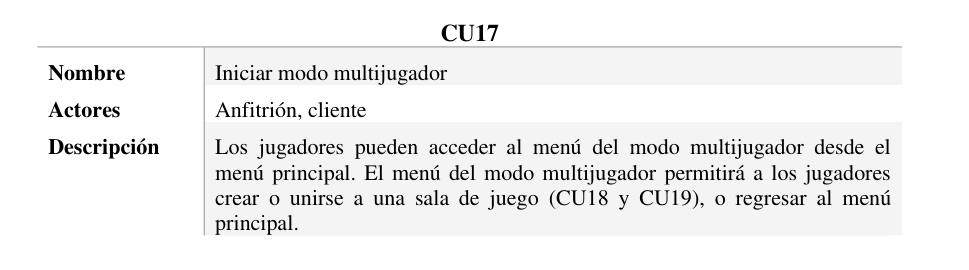 CU17
Nombre Iniciar modo multijugador
Actores Anfitrión, cliente
Descripción Los jugadores pueden acceder al menú del modo multijugador desde el
menú principal. El menú del modo multijugador permitirá a los jugadores
crear o unirse a una sala de juego (CU18 y CU19), o regresar al menú
principal.